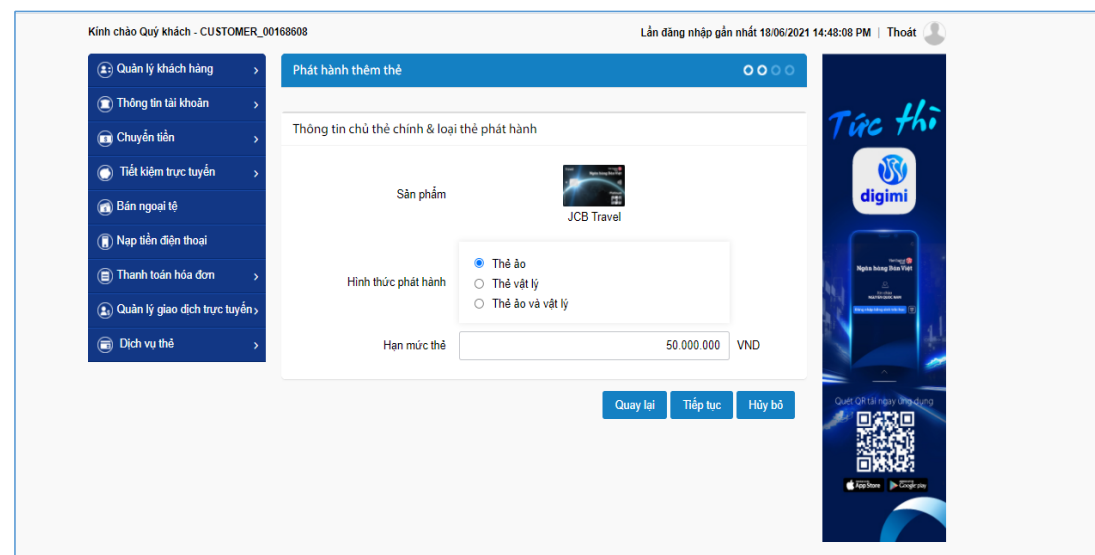 Kính chào Quý khách - CUSTOMER_00168608
Lần đăng nhập gần nhất 18/06/2021 14:48:08 PM | Thoát
Quản lý khách hàng
Thông tin tài khoản
Chuyển tiền
Tiết kiệm trực tuyến
Bán ngoại tệ
Nạp tiền điện thoại
Thanh toán hóa đơn
Quản lý giao dịch trực tuyến
Dịch vụ thẻ
Phát hành thêm thẻ
Thông tin chủ thẻ chính & loại thẻ phát hành
Sản phẩm
JCB Travel
Hình thức phát hành
Thẻ ảo
Thẻ vật lý
Thẻ ảo và vật lý
Hạn mức thẻ
50.000.000 VND
Quay lại
Tiếp tục
Hủy bỏ
Tức thì
digimi
Ngân hàng Bản Việt
Quét QR tải ngay ứng dụng
App Store
Google play